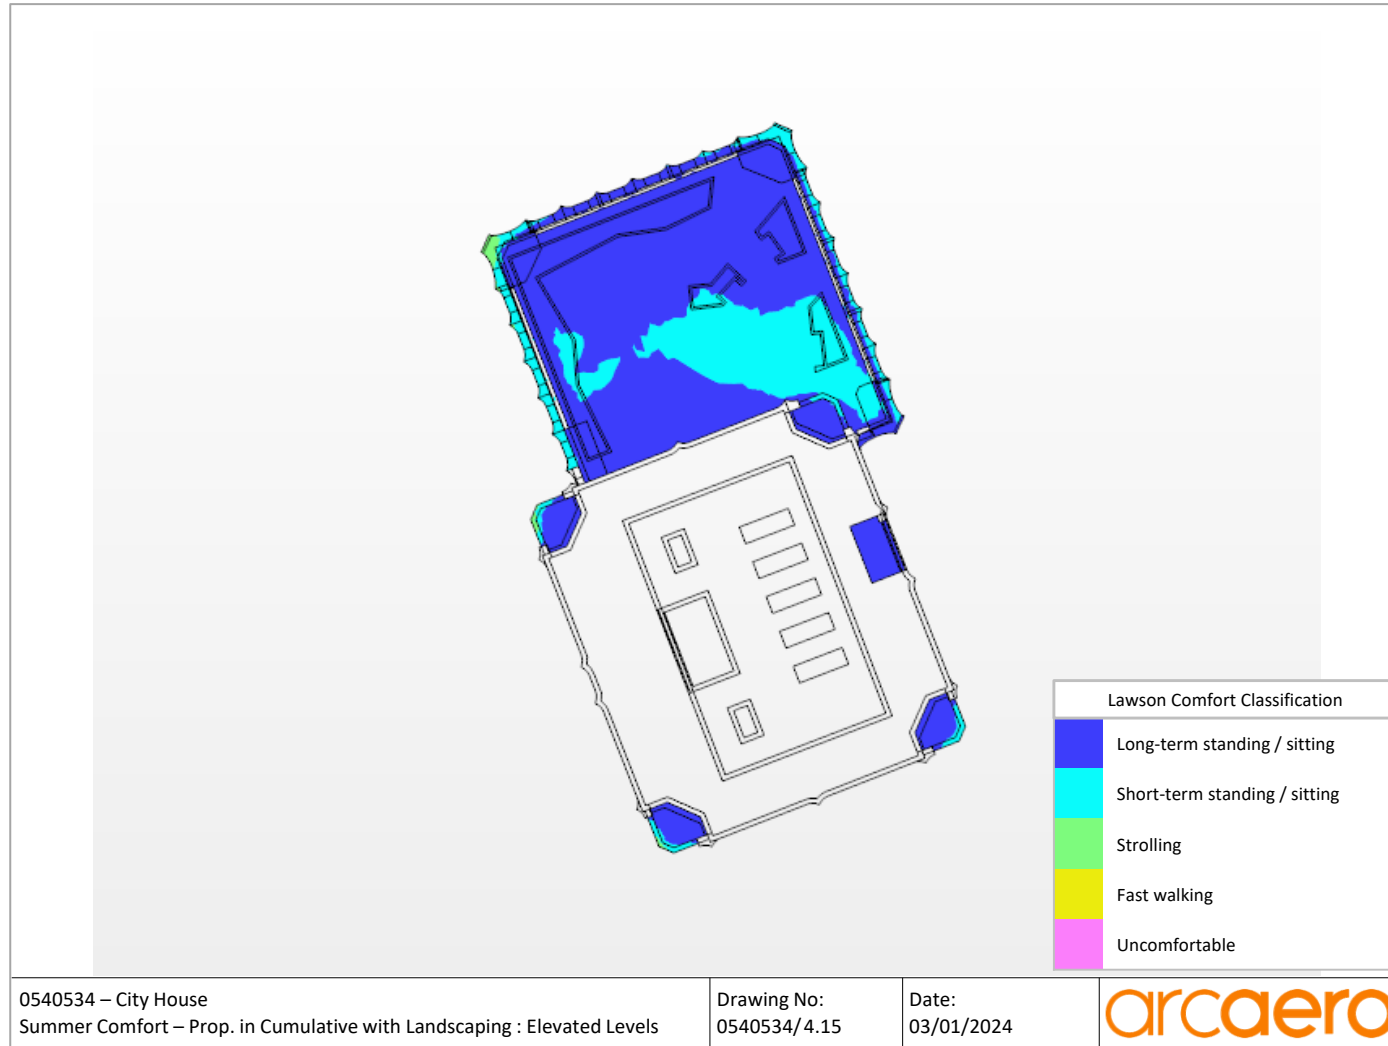 Lawson Comfort Classification
Long-term standing / sitting
Short-term standing / sitting
Strolling
Fast walking
Uncomfortable
0540534 – City House
Summer Comfort – Prop. in Cumulative with Landscaping : Elevated Levels
Drawing No:
0540534/4.15
Date:
03/01/2024
arcaero